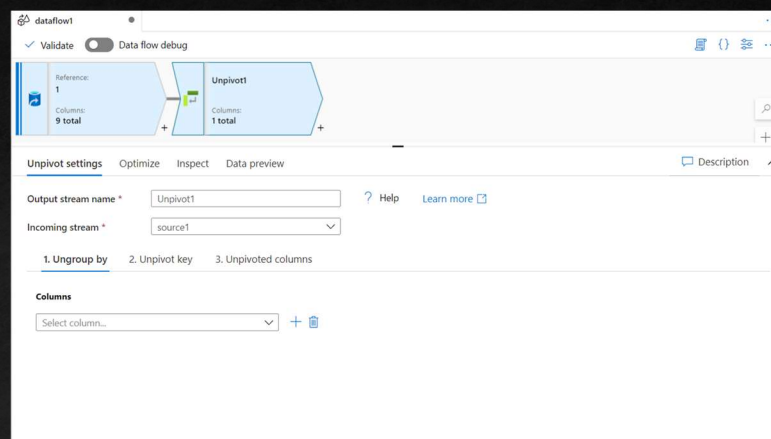 dataflow1
Validate
Data flow debug
Reference:
1
Columns:
9 total
+
Unpivot1
Columns:
1 total
+
Unpivot settings
Optimize
Inspect
Data preview
Description
Output stream name *
Unpivot1
? Help
Learn more
Incoming stream *
source1
1. Ungroup by
2. Unpivot key
3. Unpivoted columns
Columns
Select column...